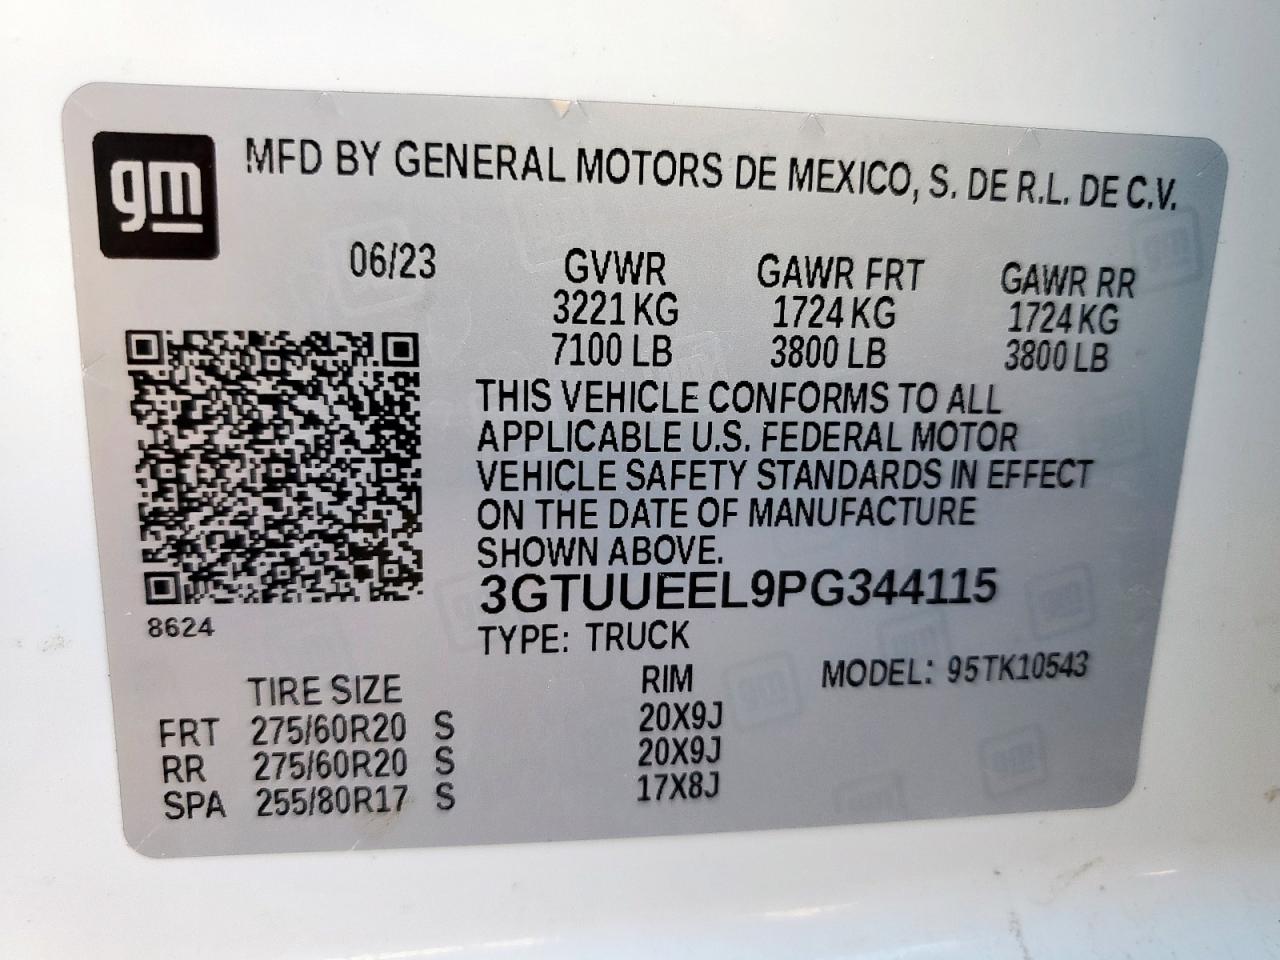 gm
MFD BY GENERAL MOTORS DE MEXICO, S. DE R.L. DE C.V.
06/23 GVWR GAWR FRT GAWR RR
3221 KG 1724 KG 1724 KG
7100 LB 3800 LB 3800 LB
THIS VEHICLE CONFORMS TO ALL
APPLICABLE U.S. FEDERAL MOTOR
VEHICLE SAFETY STANDARDS IN EFFECT
ON THE DATE OF MANUFACTURE
SHOWN ABOVE.
3GTUUEEL9PG344115
8624
TYPE: TRUCK
MODEL: 95TK10543
TIRE SIZE RIM
FRT 275/60R20 S 20X9J
RR 275/60R20 S 20X9J
SPA 255/80R17 S 17X8J